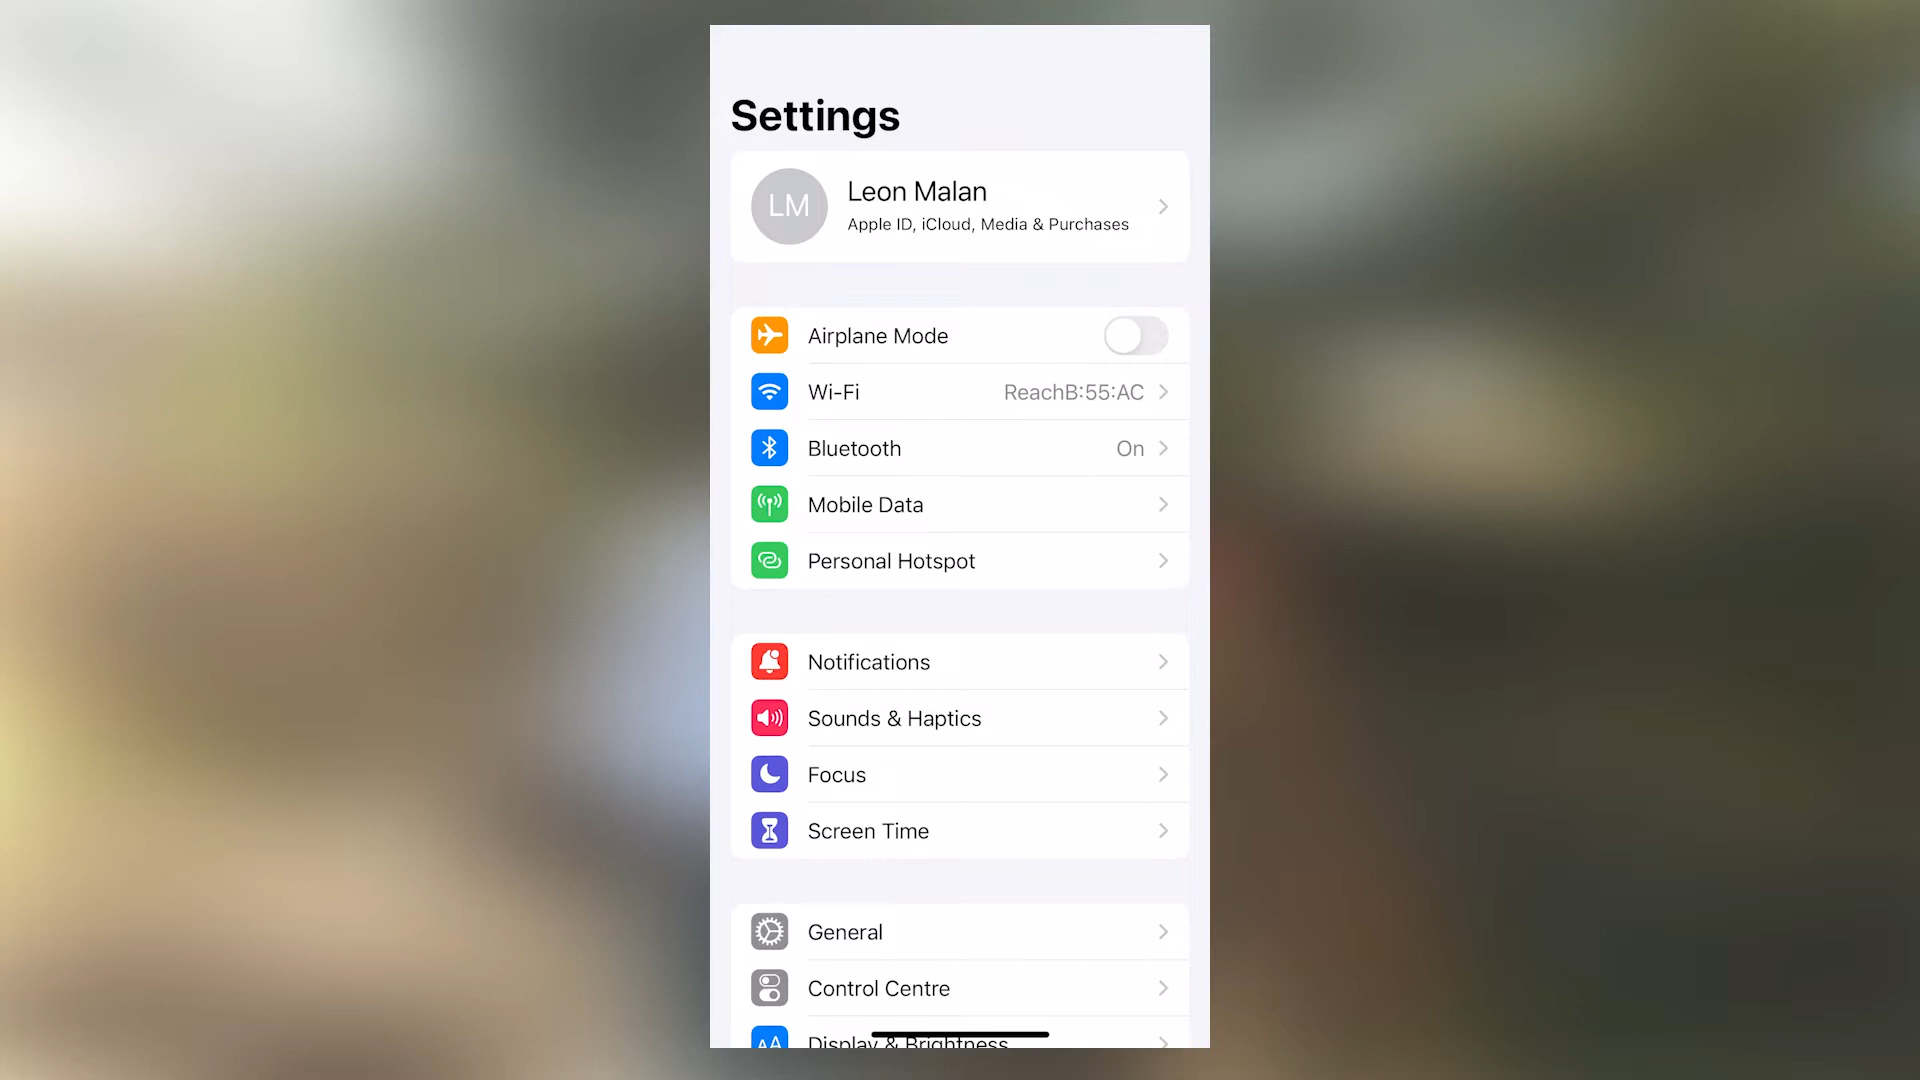 Settings
LM
Leon Malan
Apple ID, iCloud, Media & Purchases
Airplane Mode
Wi-Fi ReachB:55:AC
Bluetooth On
Mobile Data
Personal Hotspot
Notifications
Sounds & Haptics
Focus
Screen Time
General
Control Centre
AA Display & Brightness